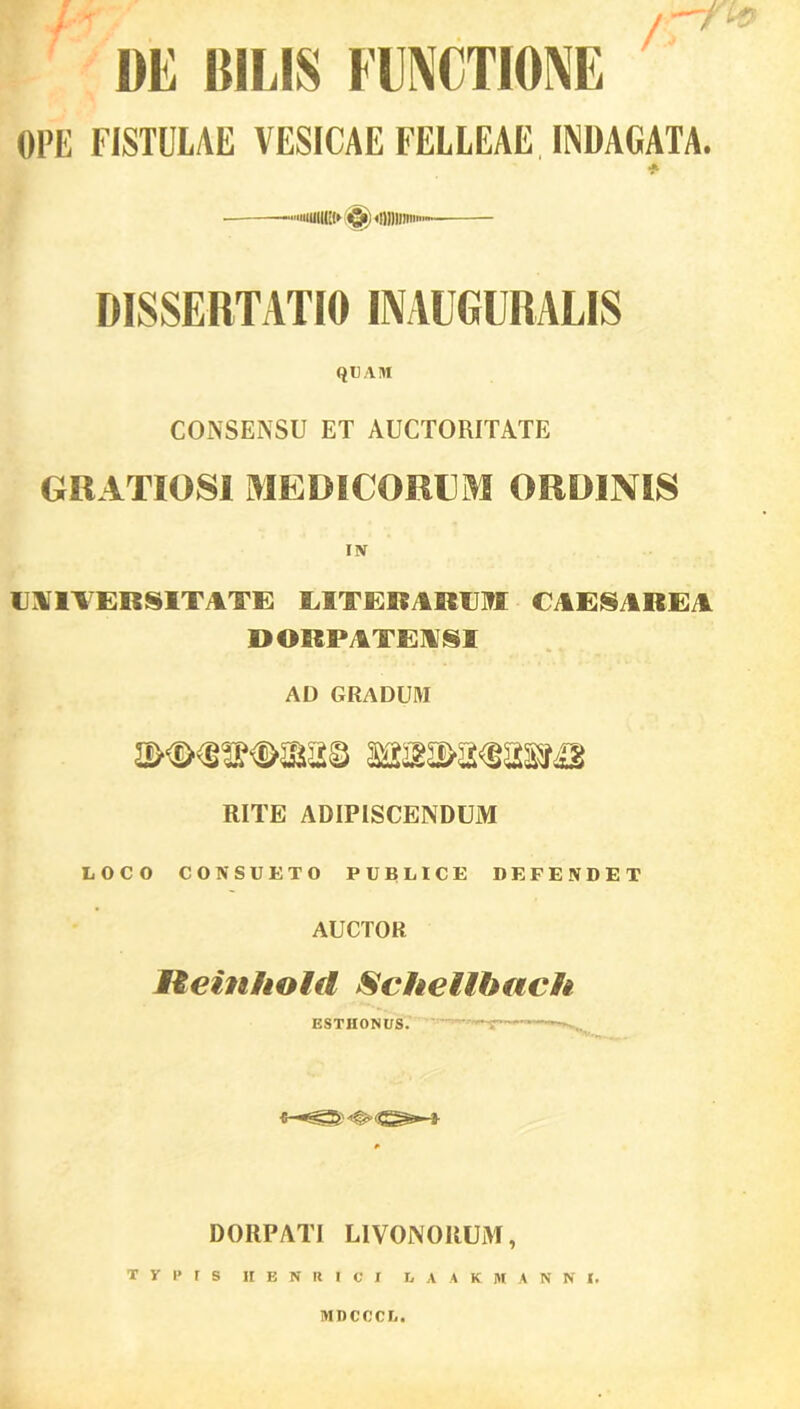 DE BILIS FUNCTIONE
OPE FISTULAE VESICAE FELLEAE INDAGATA.
DISSERTATIO INAUGURALIS
QUAM
CONSENSU ET AUCTORITATE
GRATIOSI MEDICORUM ORDINIS
IN
UNIVERSITATE LITERARUM CAESAREA
DORPATENSI
AD GRADUM
DOCTORIS MEDICINAE
RITE ADIPISCENDUM
LOCO CONSUETO PUBLICE DEFENDET
AUCTOR
Reinhold Schellbach
ESTHONUS.
DORPATI LIVONORUM,
TYPIS HENRICI LAAKMANNI.
MDCCCL.